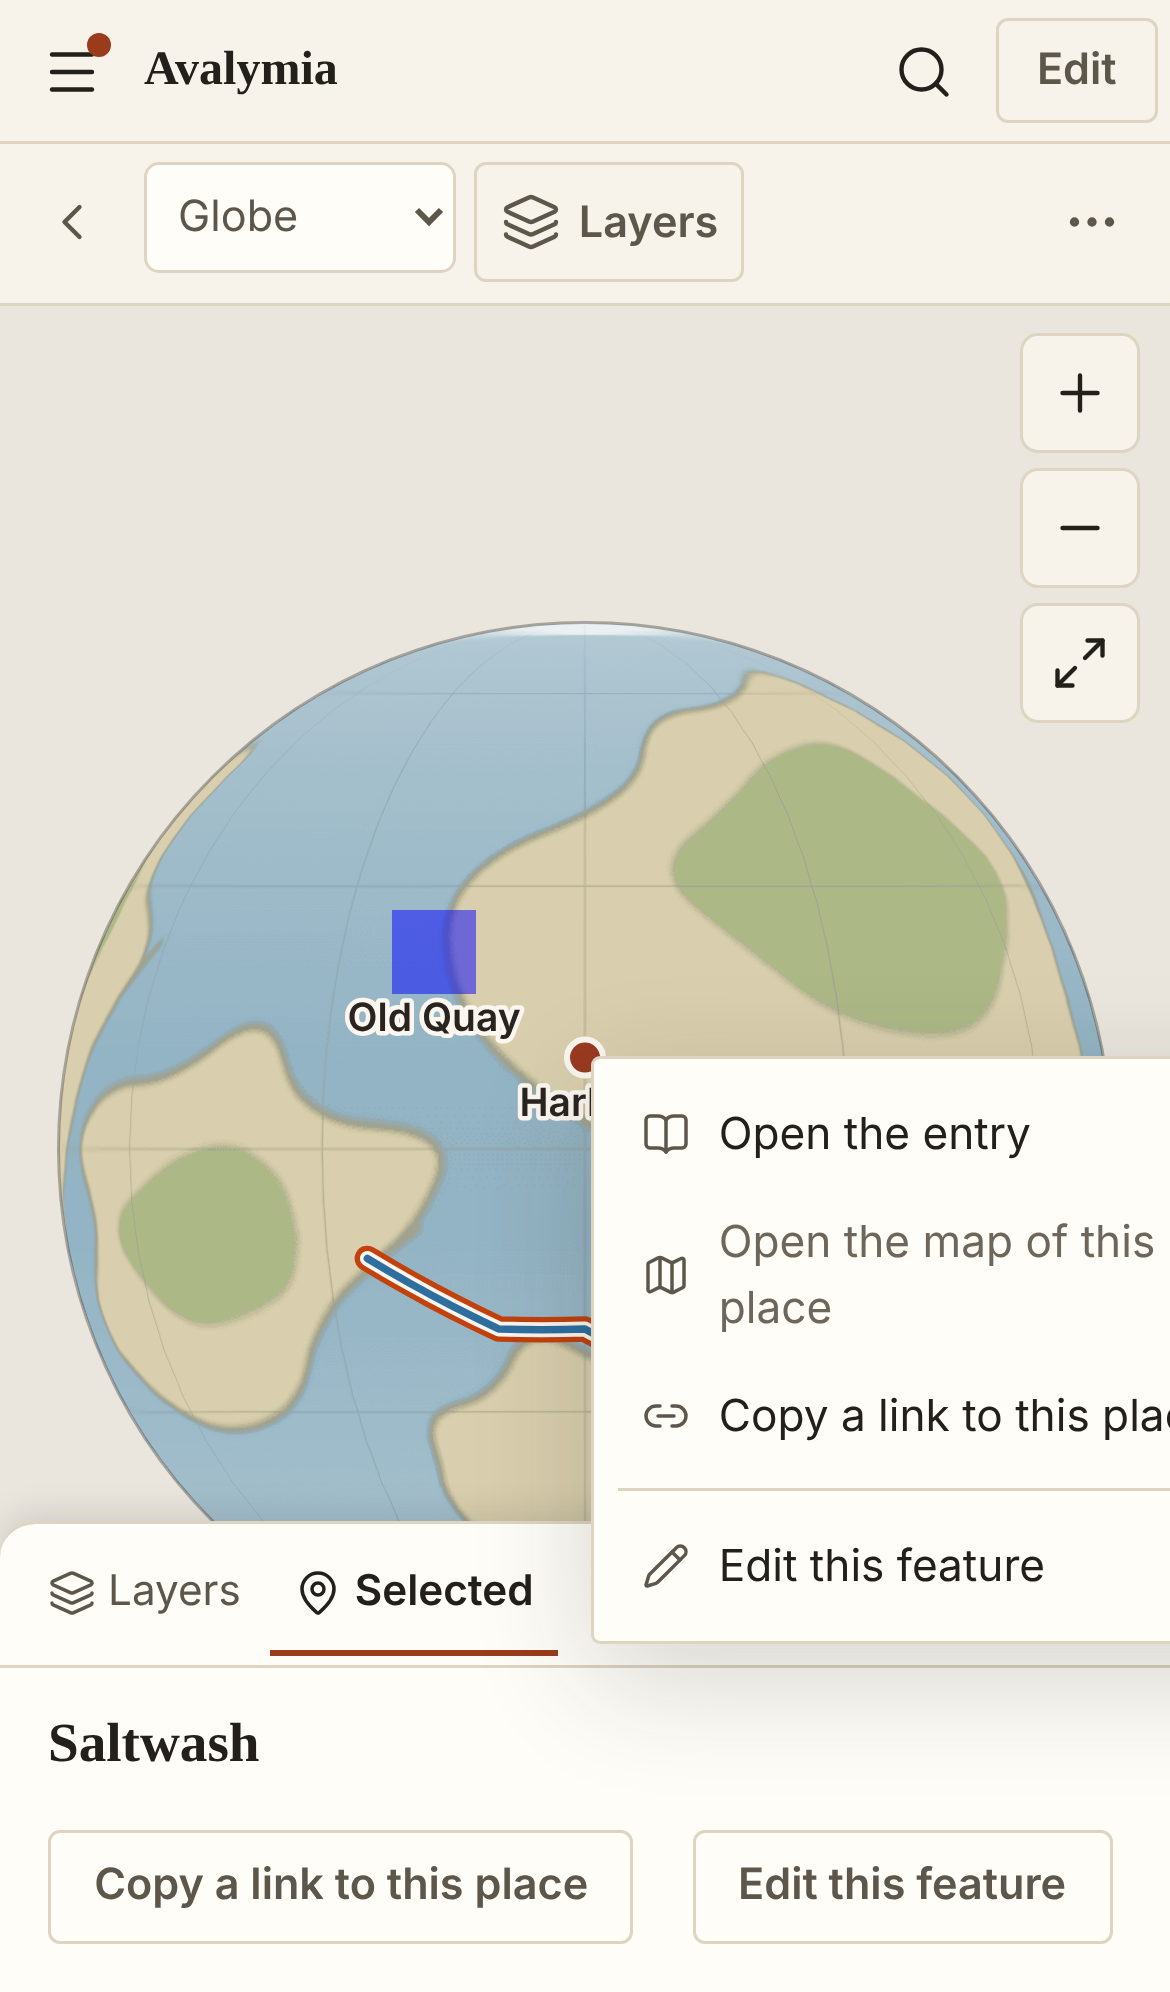 Avalymia
Edit
Globe
Layers
Old Quay
Open the entry
Open the map of this
place
Copy a link to this
Edit this feature
Layers
Selected
Saltwash
Copy a link to this place
Edit this feature